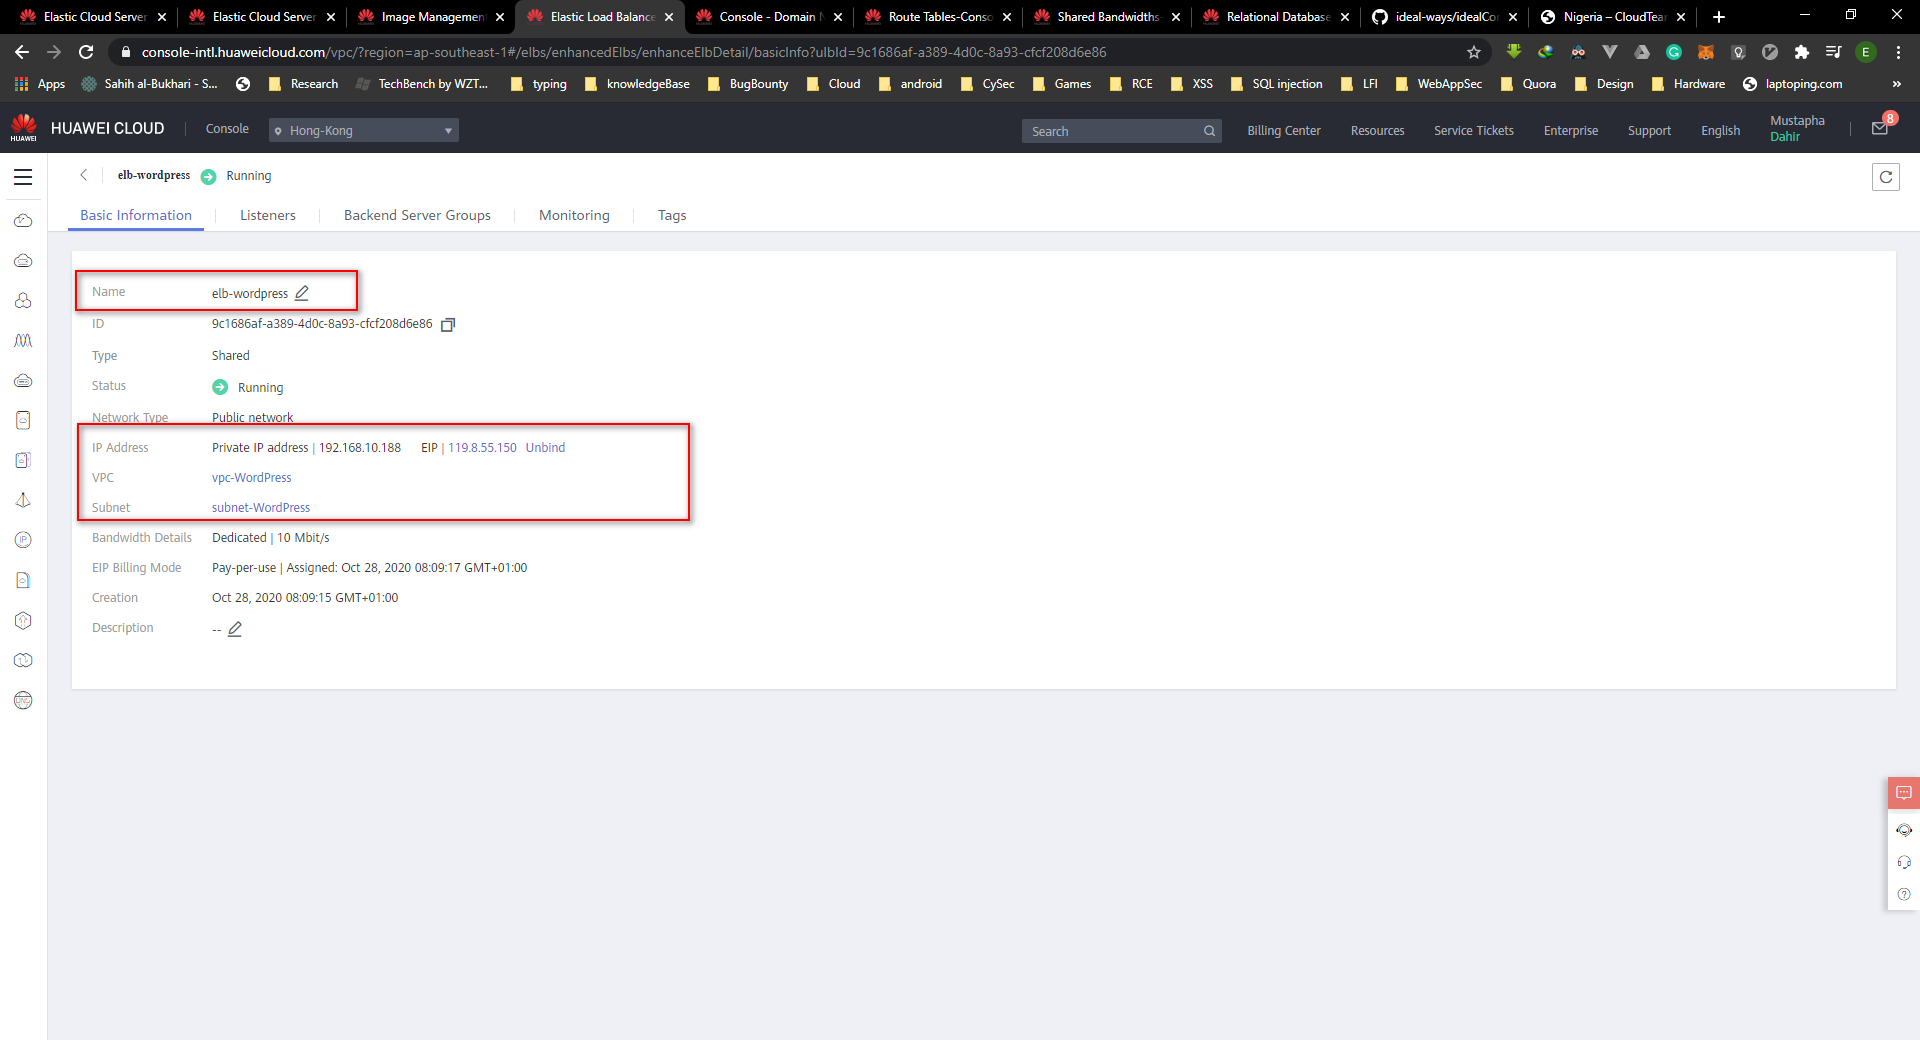 Elastic Cloud Server
Elastic Cloud Server
Image Managemen
Elastic Load Balance
Console - Domain N
Route Tables-Conso
Shared Bandwidths-
Relational Database
ideal-ways/idealCo
Nigeria – CloudTea
console-intl.huaweicloud.com/vpc/?region=ap-southeast-1#/elbs/enhancedElbs/enhanceElbDetail/basicInfo?ulbId=9c1686af-a389-4d0c-8a93-cfcf208d6e86
E
Apps
Sahih al-Bukhari - S...
Research
TechBench by WZT...
typing
knowledgeBase
BugBounty
Cloud
android
CySec
Games
RCE
XSS
SQL injection
LFI
WebAppSec
Quora
Design
Hardware
laptoping.com
»
HUAWEI
HUAWEI CLOUD
Console
Hong-Kong
Search
Billing Center
Resources
Service Tickets
Enterprise
Support
English
Mustapha
Dahir
8
elb-wordpress
Running
Basic Information
Listeners
Backend Server Groups
Monitoring
Tags
Name elb-wordpress
ID 9c1686af-a389-4d0c-8a93-cfcf208d6e86
Type Shared
Status Running
Network Type Public network
IP Address Private IP address | 192.168.10.188 EIP | 119.8.55.150 Unbind
VPC vpc-WordPress
Subnet subnet-WordPress
Bandwidth Details Dedicated | 10 Mbit/s
EIP Billing Mode Pay-per-use | Assigned: Oct 28, 2020 08:09:17 GMT+01:00
Creation Oct 28, 2020 08:09:15 GMT+01:00
Description --
IP